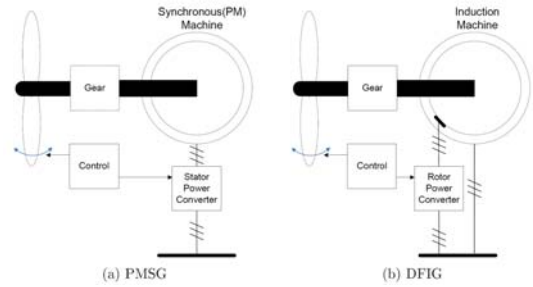 Synchronous(PM)
Machine
Gear
Control
Stator
Power
Converter
(a) PMSG
Induction
Machine
Gear
Control
Rotor
Power
Converter
(b) DFIG